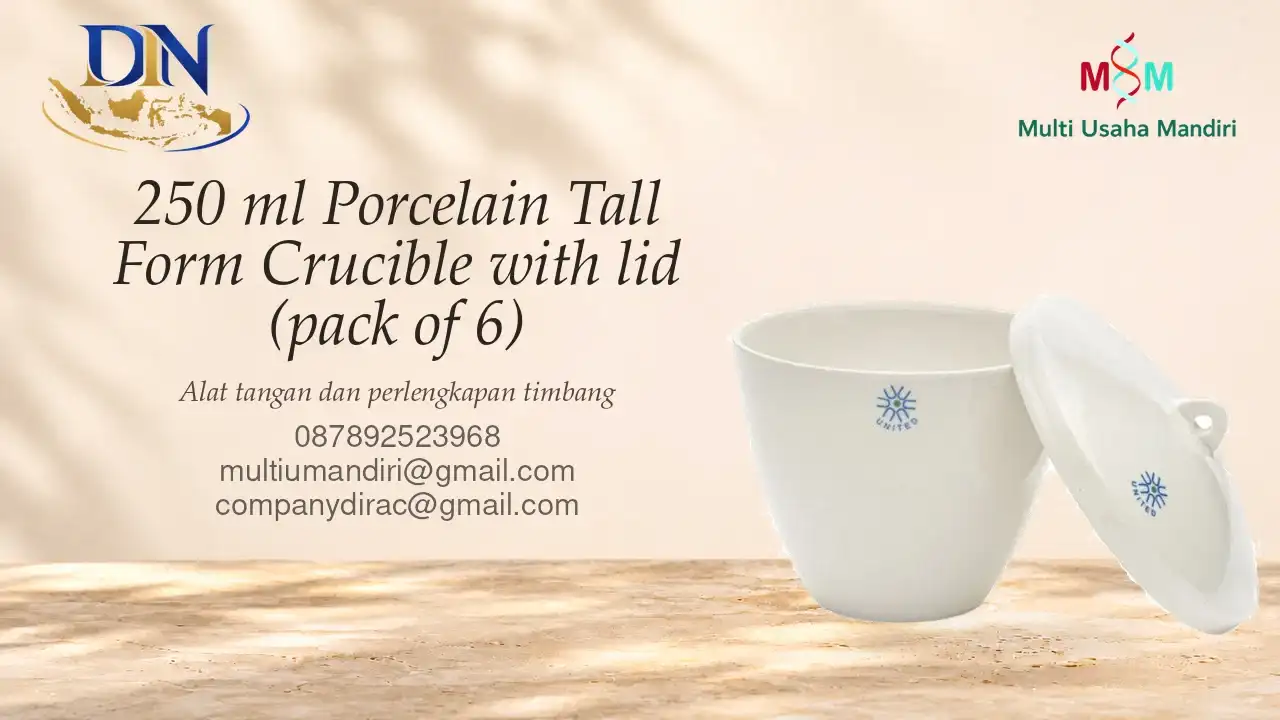 DIN
M M
Multi Usaha Mandiri
250 ml Porcelain Tall
Form Crucible with lid
(pack of 6)
Alat tangan dan perlengkapan timbang
087892523968
multiumandiri@gmail.com
companydirac@gmail.com
UNITED
UNITED